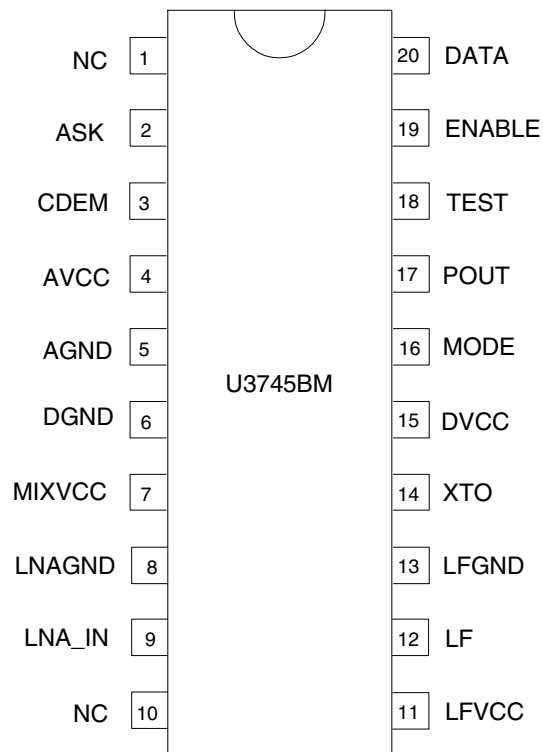 NC 1 20 DATA
ASK 2 19 ENABLE
CDEM 3 18 TEST
AVCC 4 17 POUT
AGND 5 16 MODE
U3745BM
DGND 6 15 DVCC
MIXVCC 7 14 XTO
LNAGND 8 13 LFGND
LNA_IN 9 12 LF
NC 10 11 LFVCC